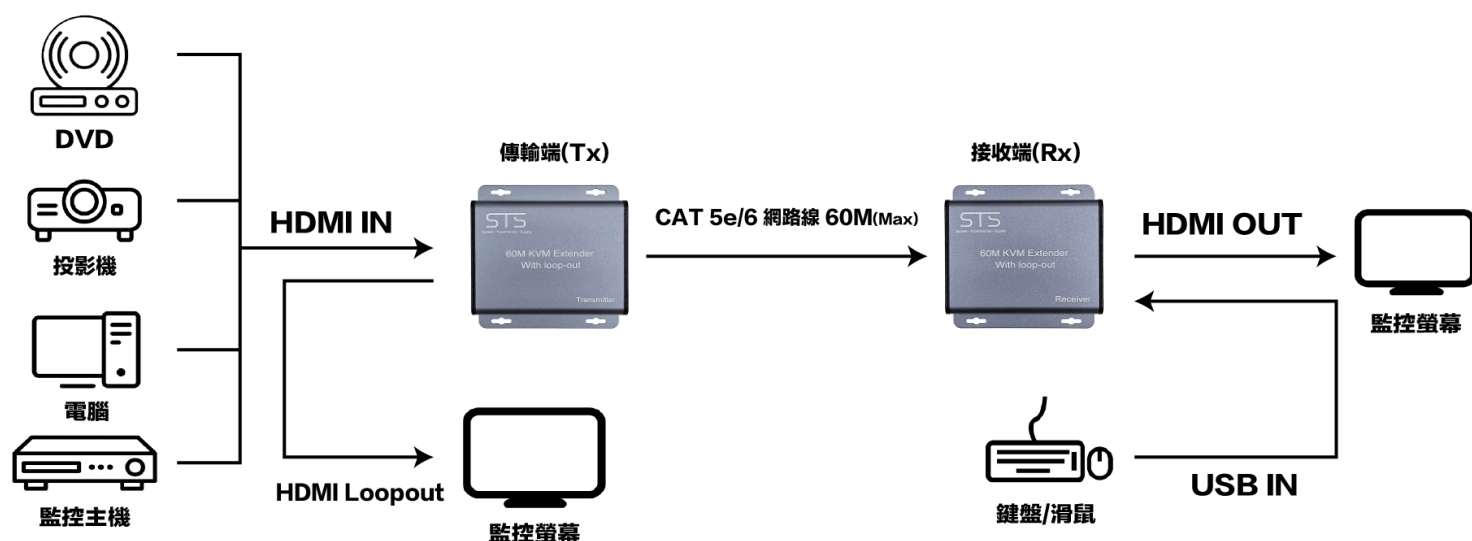 DVD
投影機
電腦
監控主機
HDMI IN
HDMI Loopout
監控螢幕
傳輸端(Tx)
STS
60M KVM Extender
With loop-out
Transmitter
CAT 5e/6 網路線 60M(Max)
接收端(Rx)
STS
60M KVM Extender
With loop-out
Receiver
HDMI OUT
監控螢幕
鍵盤/滑鼠
USB IN